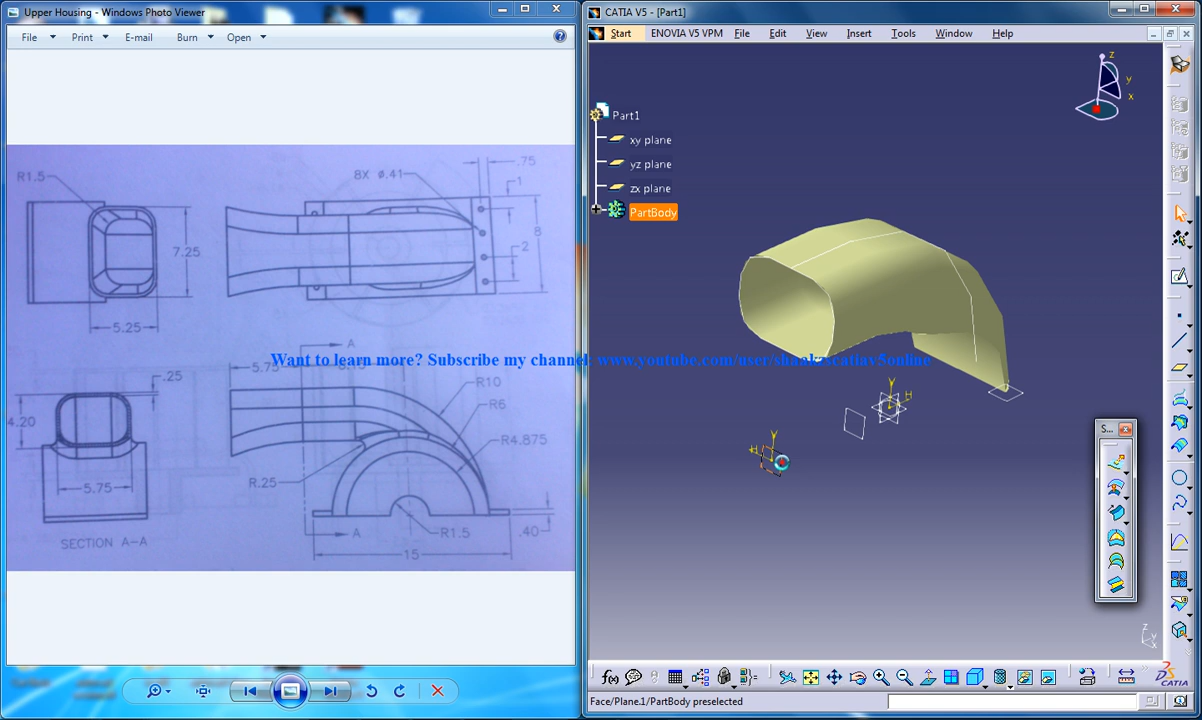 Upper Housing - Windows Photo Viewer
File Print E-mail Burn Open
R1.5
8X ø.41
.75
1
8
2
7.25
5.25
A
5.75
.25
4.20
R10
R6
R4.875
R.25
5.75
R1.5
.40
A
15
SECTION A-A
CATIA V5 - [Part1]
Start ENOVIA V5 VPM File Edit View Insert Tools Window Help
Part1
xy plane
yz plane
zx plane
PartBody
z
y
x
Want to learn more? Subscribe my channel: www.youtube.com/user/shaakscatiav5online
Y
H
Y
H
S...
f(x)
CATIA
Face/Plane.1/PartBody preselected